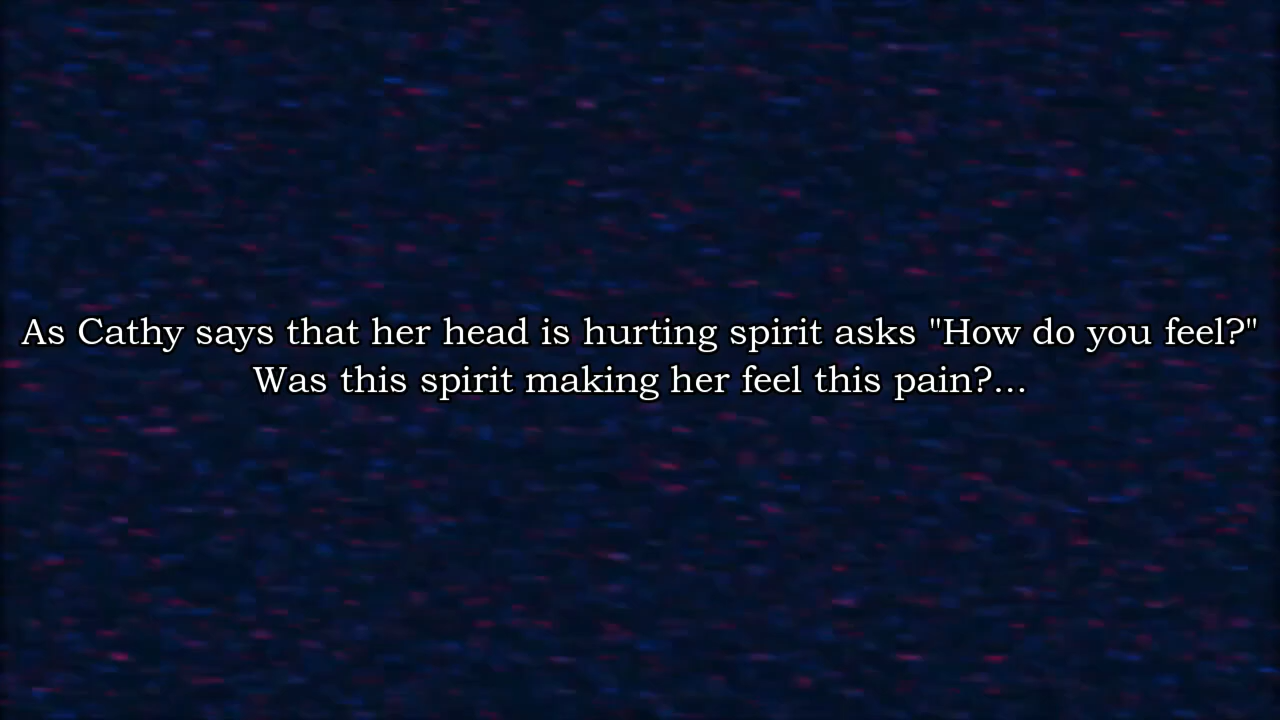 As Cathy says that her head is hurting spirit asks "How do you feel?"
Was this spirit making her feel this pain?...